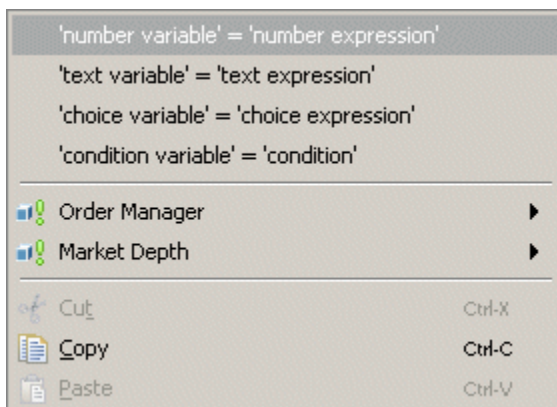 'number variable' = 'number expression'
'text variable' = 'text expression'
'choice variable' = 'choice expression'
'condition variable' = 'condition'
Order Manager
Market Depth
Cut Ctrl-X
Copy Ctrl-C
Paste Ctrl-V